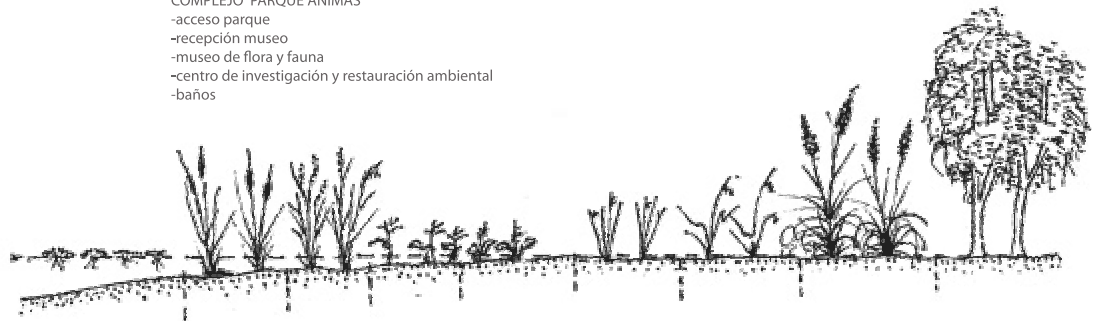 COMPLEJO "PARQUE ANIMAS"
-acceso parque
-recepción museo
-museo de flora y fauna
-centro de investigación y restauración ambiental
-baños